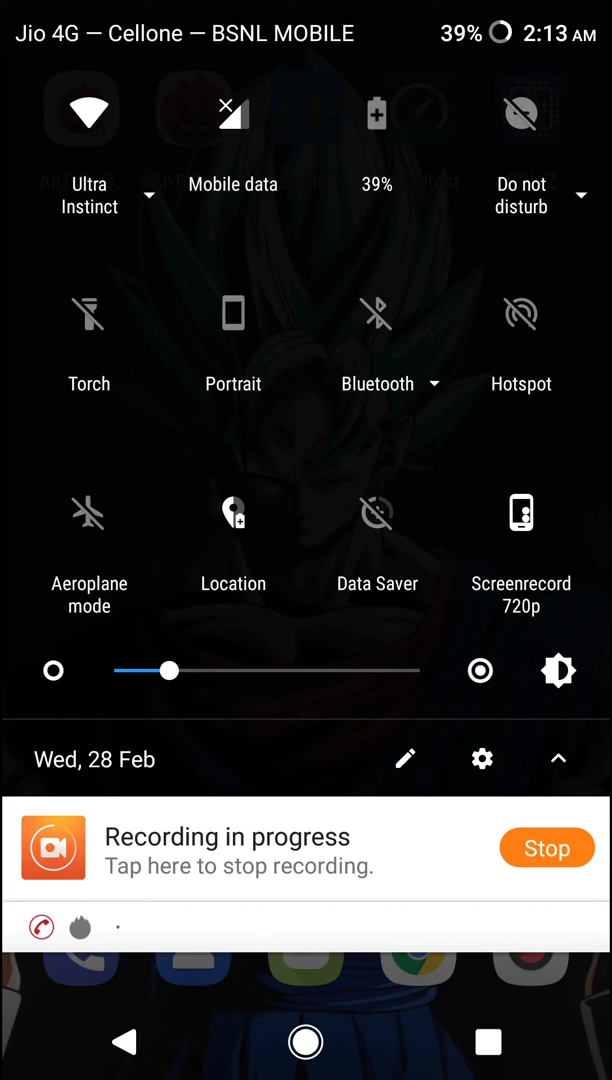 Jio 4G — Cellone — BSNL MOBILE 39% 2:13 AM
Ultra Instinct
Mobile data
39%
Do not disturb
Torch
Portrait
Bluetooth
Hotspot
Aeroplane mode
Location
Data Saver
Screenrecord 720p
Wed, 28 Feb
Recording in progress
Stop
Tap here to stop recording.